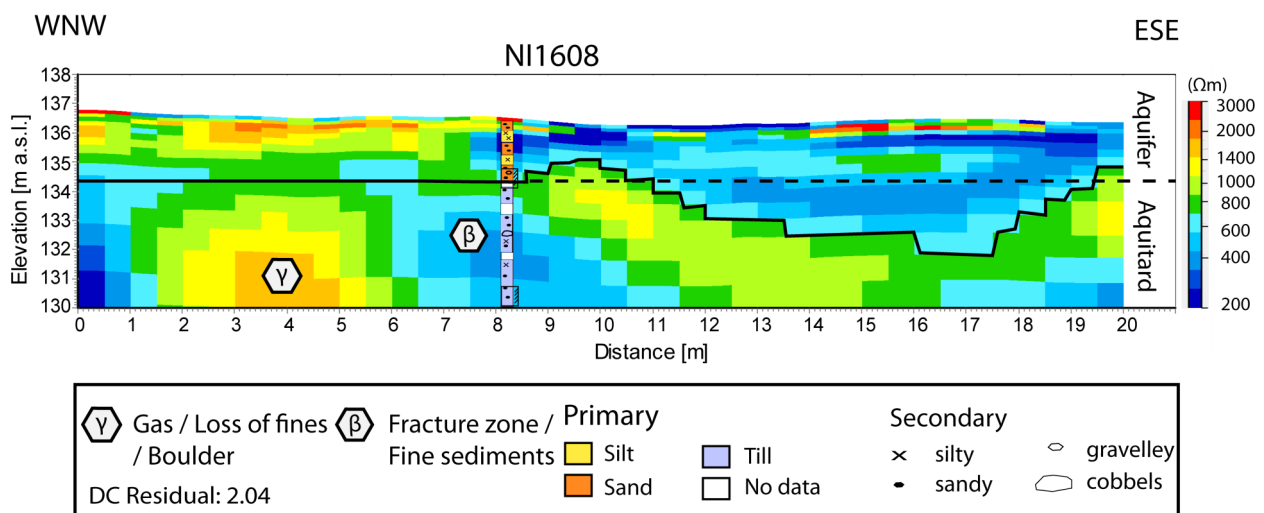 WNW
ESE
NI1608
(Ωm)
138
137
136
135
134
133
132
131
130
Elevation [m a.s.l.]
γ
β
Aquifer
Aquitard
3000
2000
1400
1000
800
600
400
200
0 1 2 3 4 5 6 7 8 9 10 11 12 13 14 15 16 17 18 19 20
Distance [m]
γ Gas / Loss of fines
/ Boulder
DC Residual: 2.04
β Fracture zone /
Fine sediments
Primary
Silt
Sand
Till
No data
Secondary
silty
sandy
gravelley
cobbels